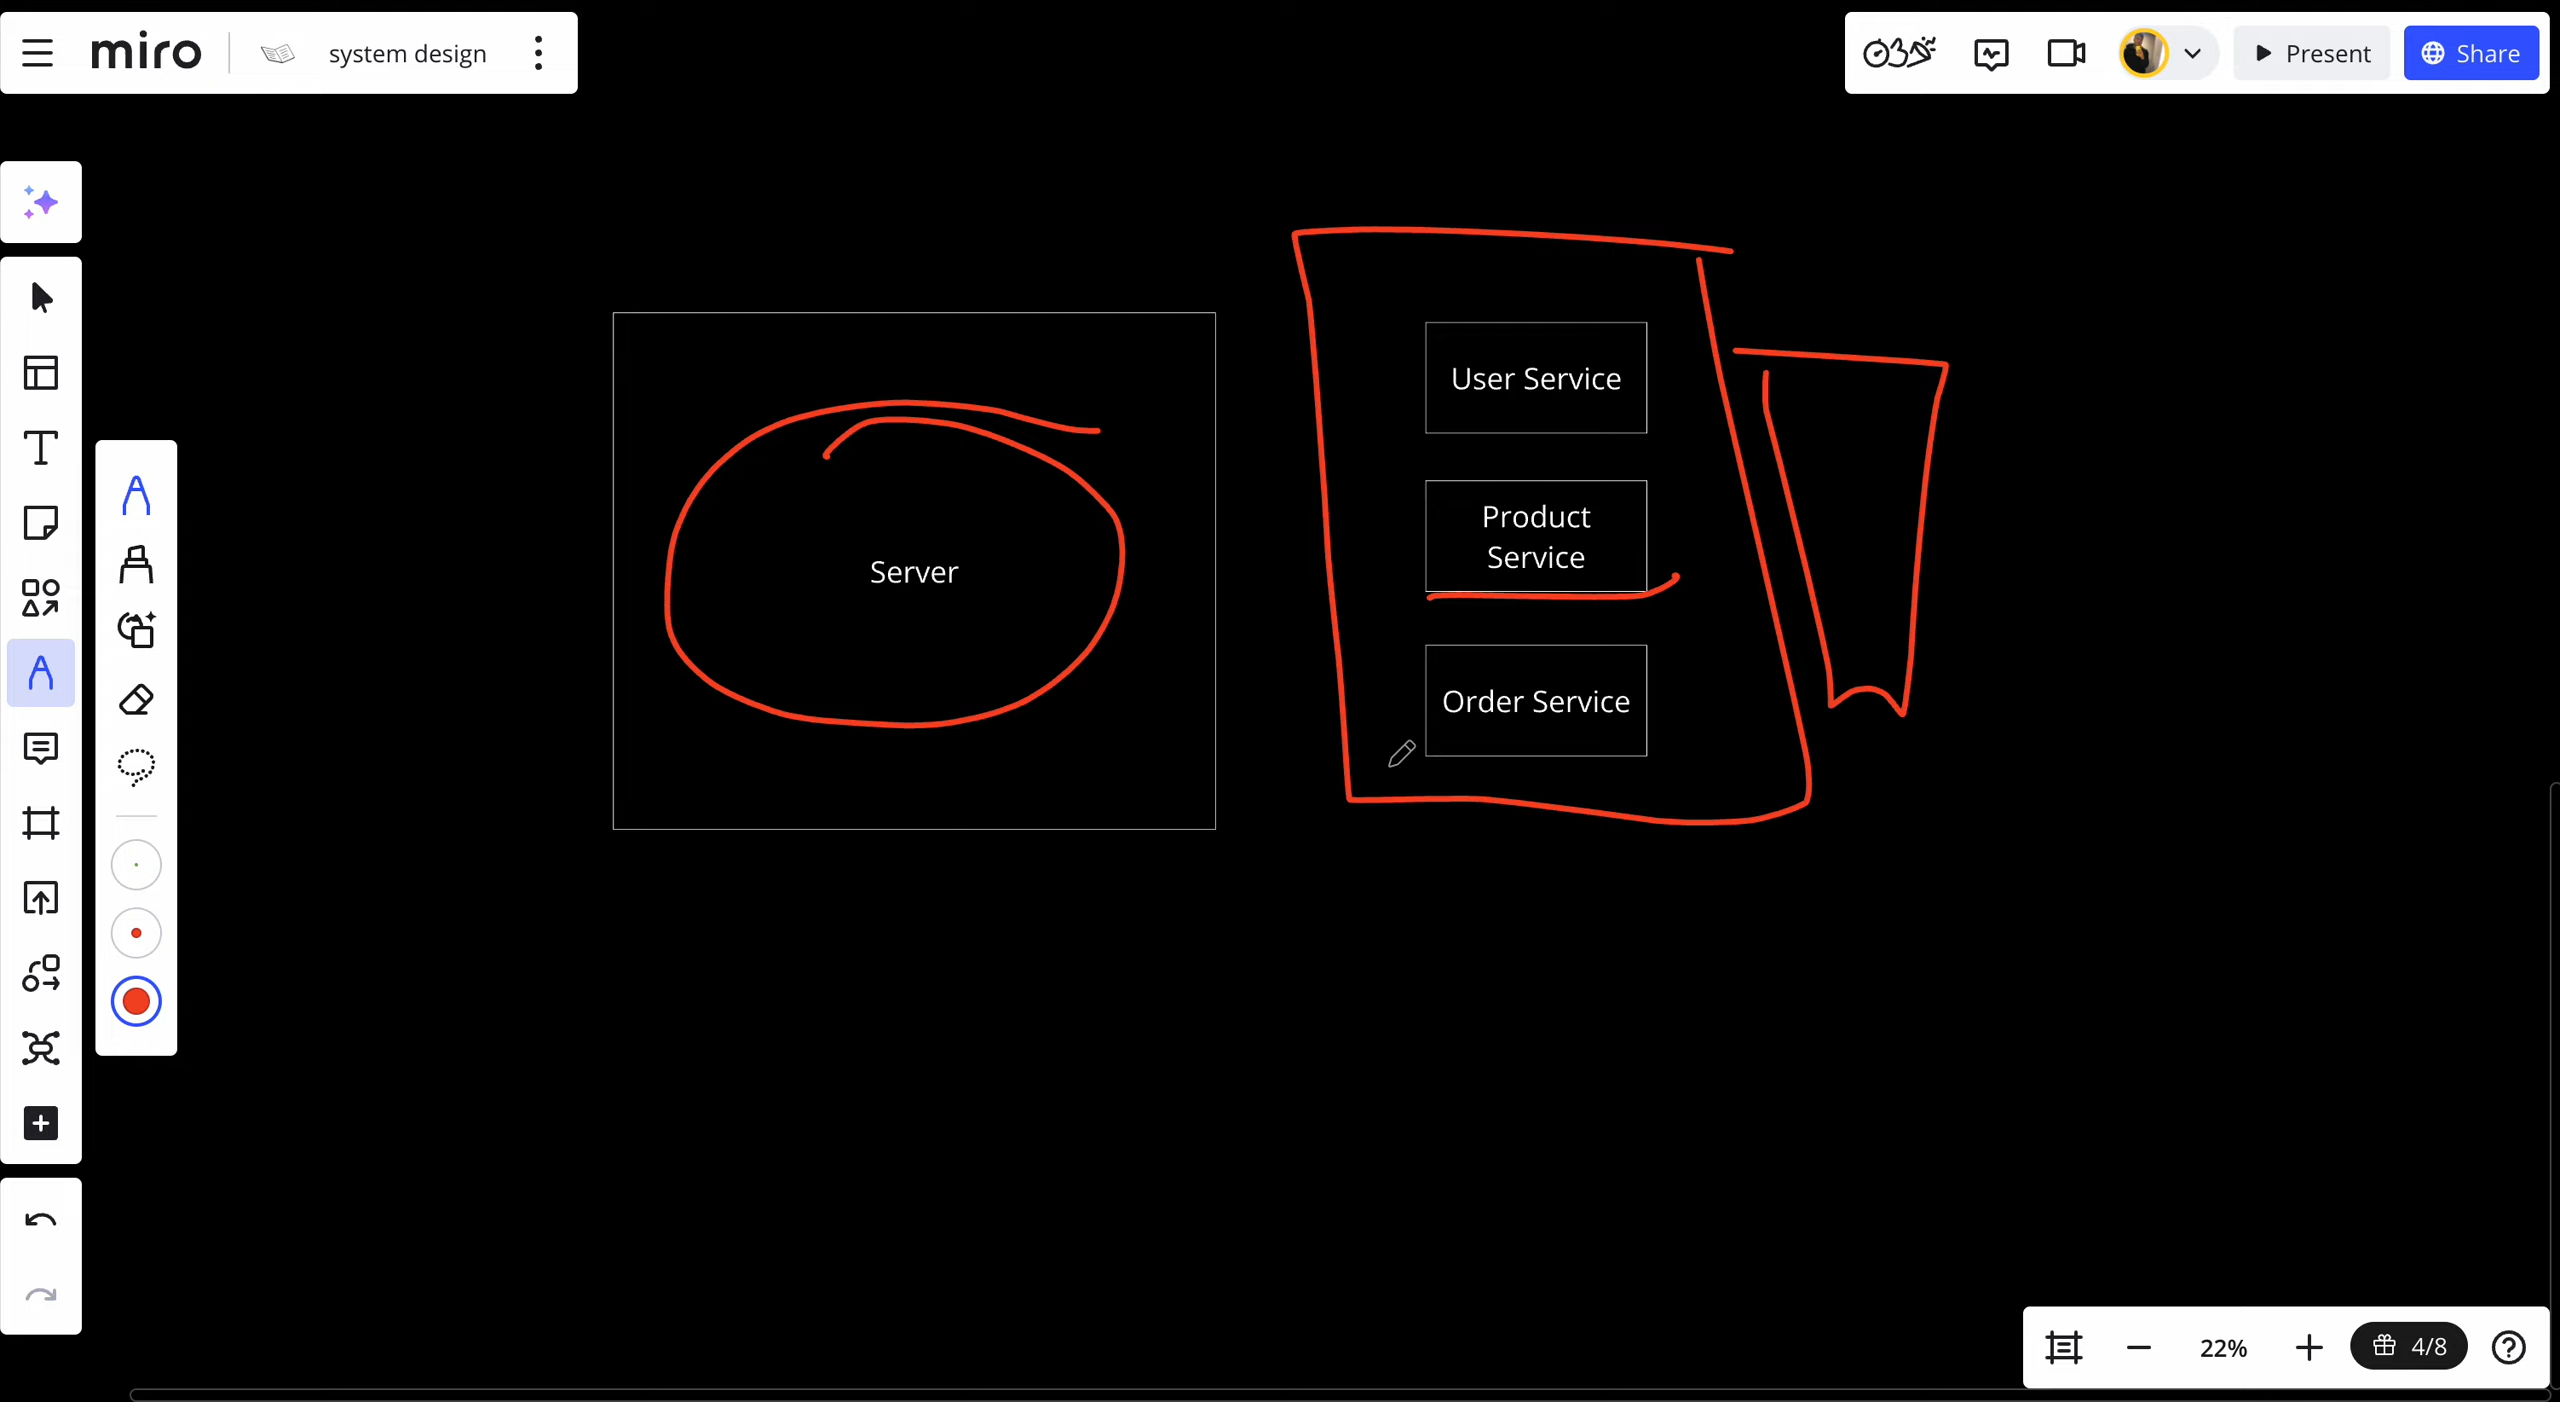 miro
system design
Present
Share
User Service
Product
Service
Server
Order Service
22%
4/8